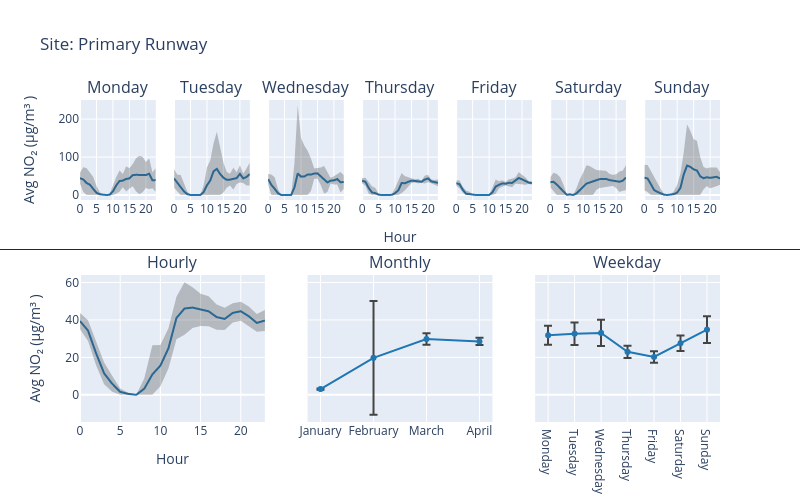 Site: Primary Runway
Monday Tuesday Wednesday Thursday Friday Saturday Sunday
Avg NO₂ (μg/m³ )
200
100
0
0 5 10 15 20 0 5 10 15 20 0 5 10 15 20 0 5 10 15 20 0 5 10 15 20 0 5 10 15 20 0 5 10 15 20
Hour
Hourly Monthly Weekday
Avg NO₂ (μg/m³ )
60
40
20
0
0 5 10 15 20
January February March April
Monday
Tuesday
Wednesday
Thursday
Friday
Saturday
Sunday
Hour